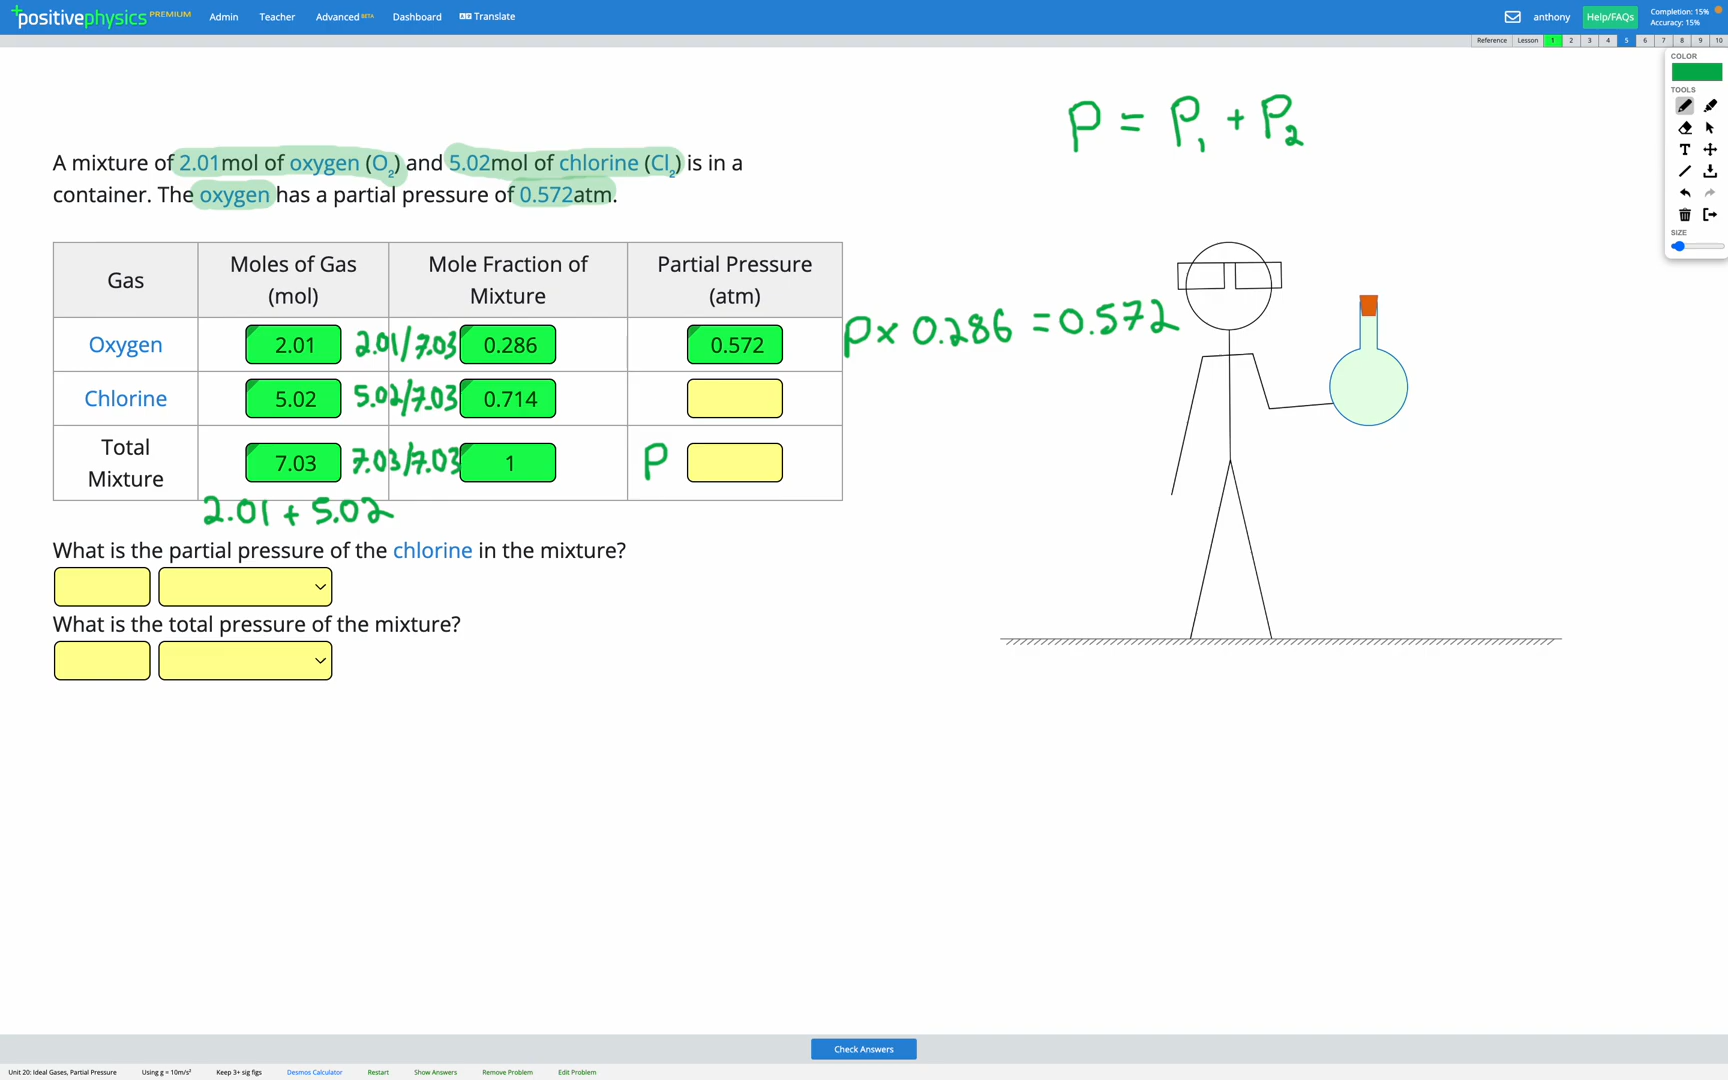 positivephysics PREMIUM Admin Teacher Advanced BETA Dashboard Translate anthony Help/FAQs Completion: 15%
Accuracy: 15%
Reference Lesson 1 2 3 4 5 6 7 8 9 10
COLOR
TOOLS
T
SIZE
P = P₁ + P₂
A mixture of 2.01mol of oxygen (O₂) and 5.02mol of chlorine (Cl₂) is in a
container. The oxygen has a partial pressure of 0.572atm.
Gas Moles of Gas (mol) Mole Fraction of Mixture Partial Pressure (atm)
Oxygen 2.01 2.01/7.03 0.286 0.572 P x 0.286 = 0.572
Chlorine 5.02 5.02/7.03 0.714
Total Mixture 7.03 7.03/7.03 1 P
2.01 + 5.02
What is the partial pressure of the chlorine in the mixture?
What is the total pressure of the mixture?
Check Answers
Unit 20: Ideal Gases, Partial Pressure Using g = 10m/s² Keep 3+ sig figs Desmos Calculator Restart Show Answers Remove Problem Edit Problem